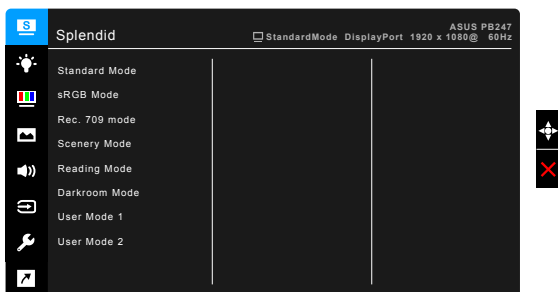 S
ASUS PB247
Splendid
StandardMode DisplayPort 1920 x 1080@ 60Hz
Standard Mode
sRGB Mode
Rec. 709 mode
Scenery Mode
Reading Mode
Darkroom Mode
User Mode 1
User Mode 2